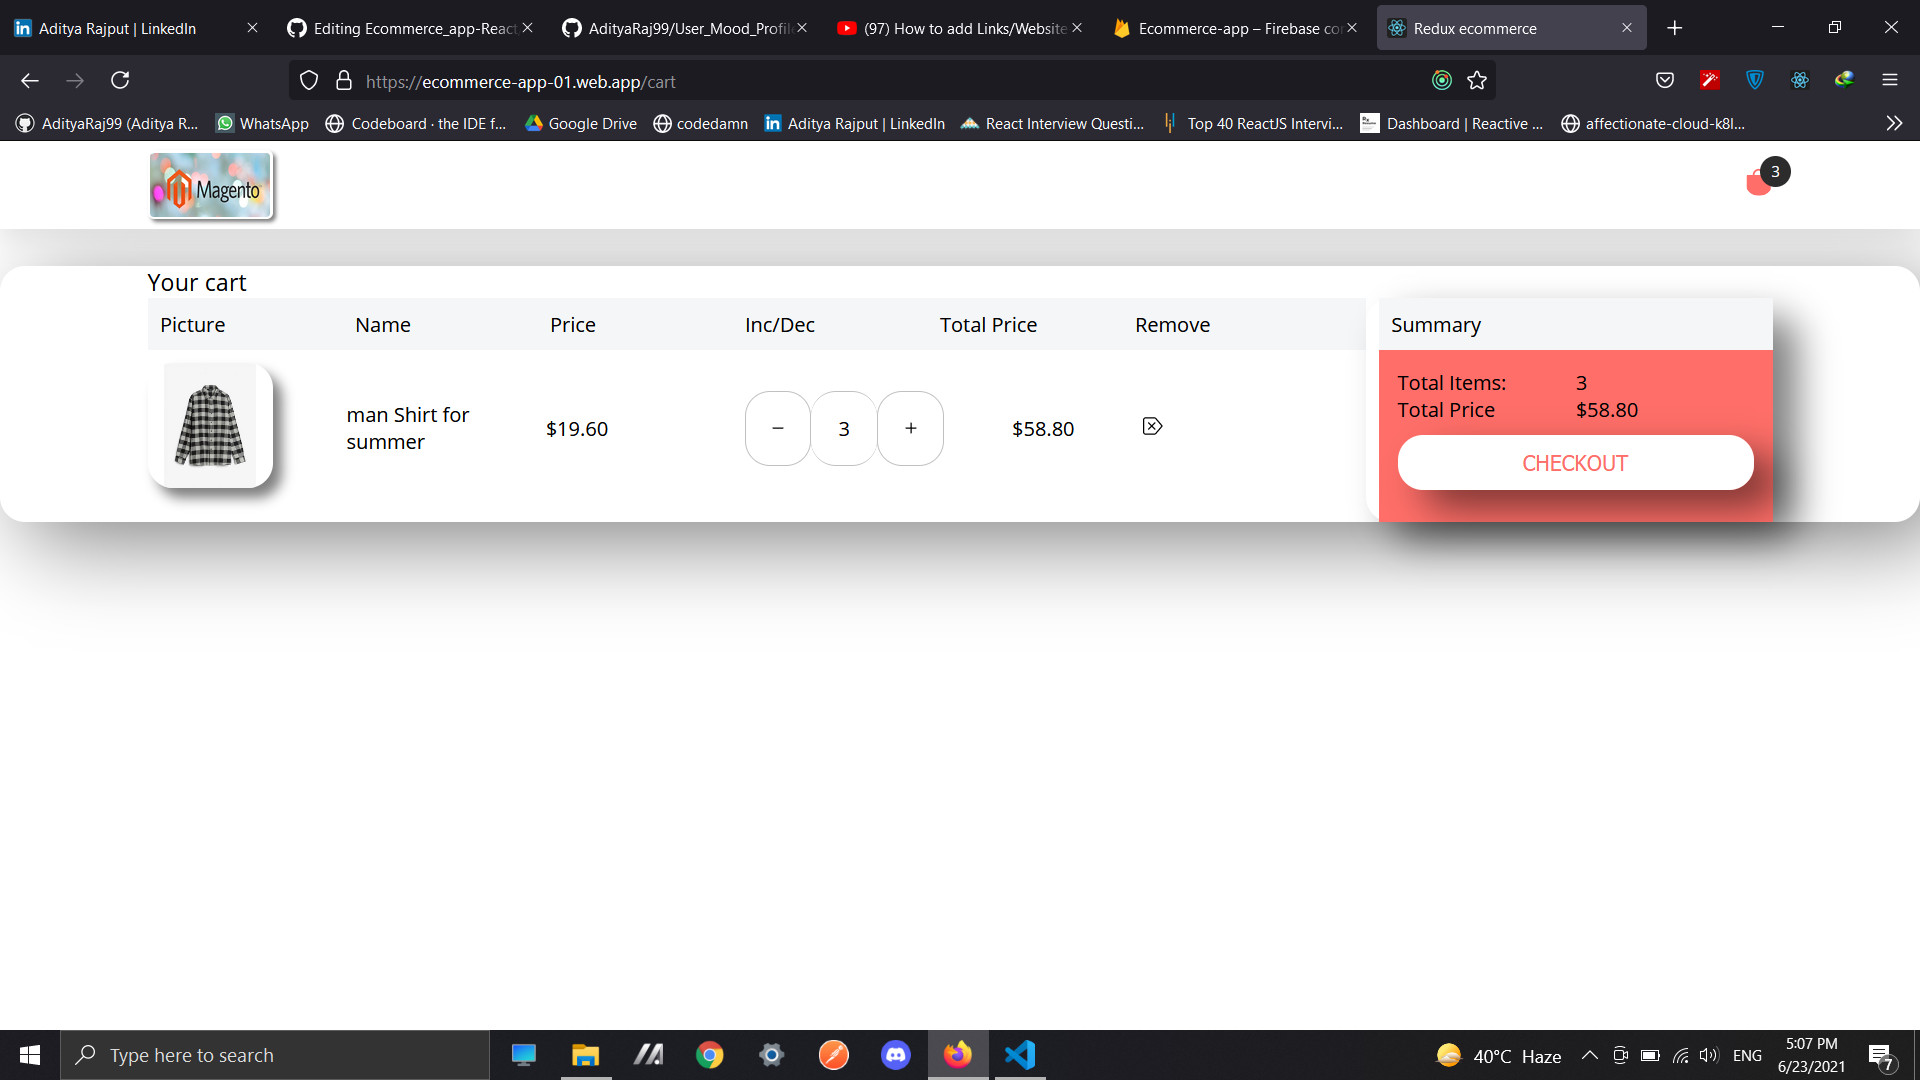 Aditya Rajput | LinkedIn
Editing Ecommerce_app-React
AdityaRaj99/User_Mood_Profile
(97) How to add Links/Website
Ecommerce-app – Firebase con
Redux ecommerce
https://ecommerce-app-01.web.app/cart
AdityaRaj99 (Aditya R...
WhatsApp
Codeboard · the IDE f...
Google Drive
codedamn
Aditya Rajput | LinkedIn
React Interview Questi...
Top 40 ReactJS Intervi...
Dashboard | Reactive ...
affectionate-cloud-k8l...
Magento
3
Your cart
Picture Name Price Inc/Dec Total Price Remove
man Shirt for
summer
$19.60
− 3 +
$58.80
Summary
Total Items: 3
Total Price $58.80
CHECKOUT
Type here to search
40°C Haze
ENG
5:07 PM
6/23/2021
7